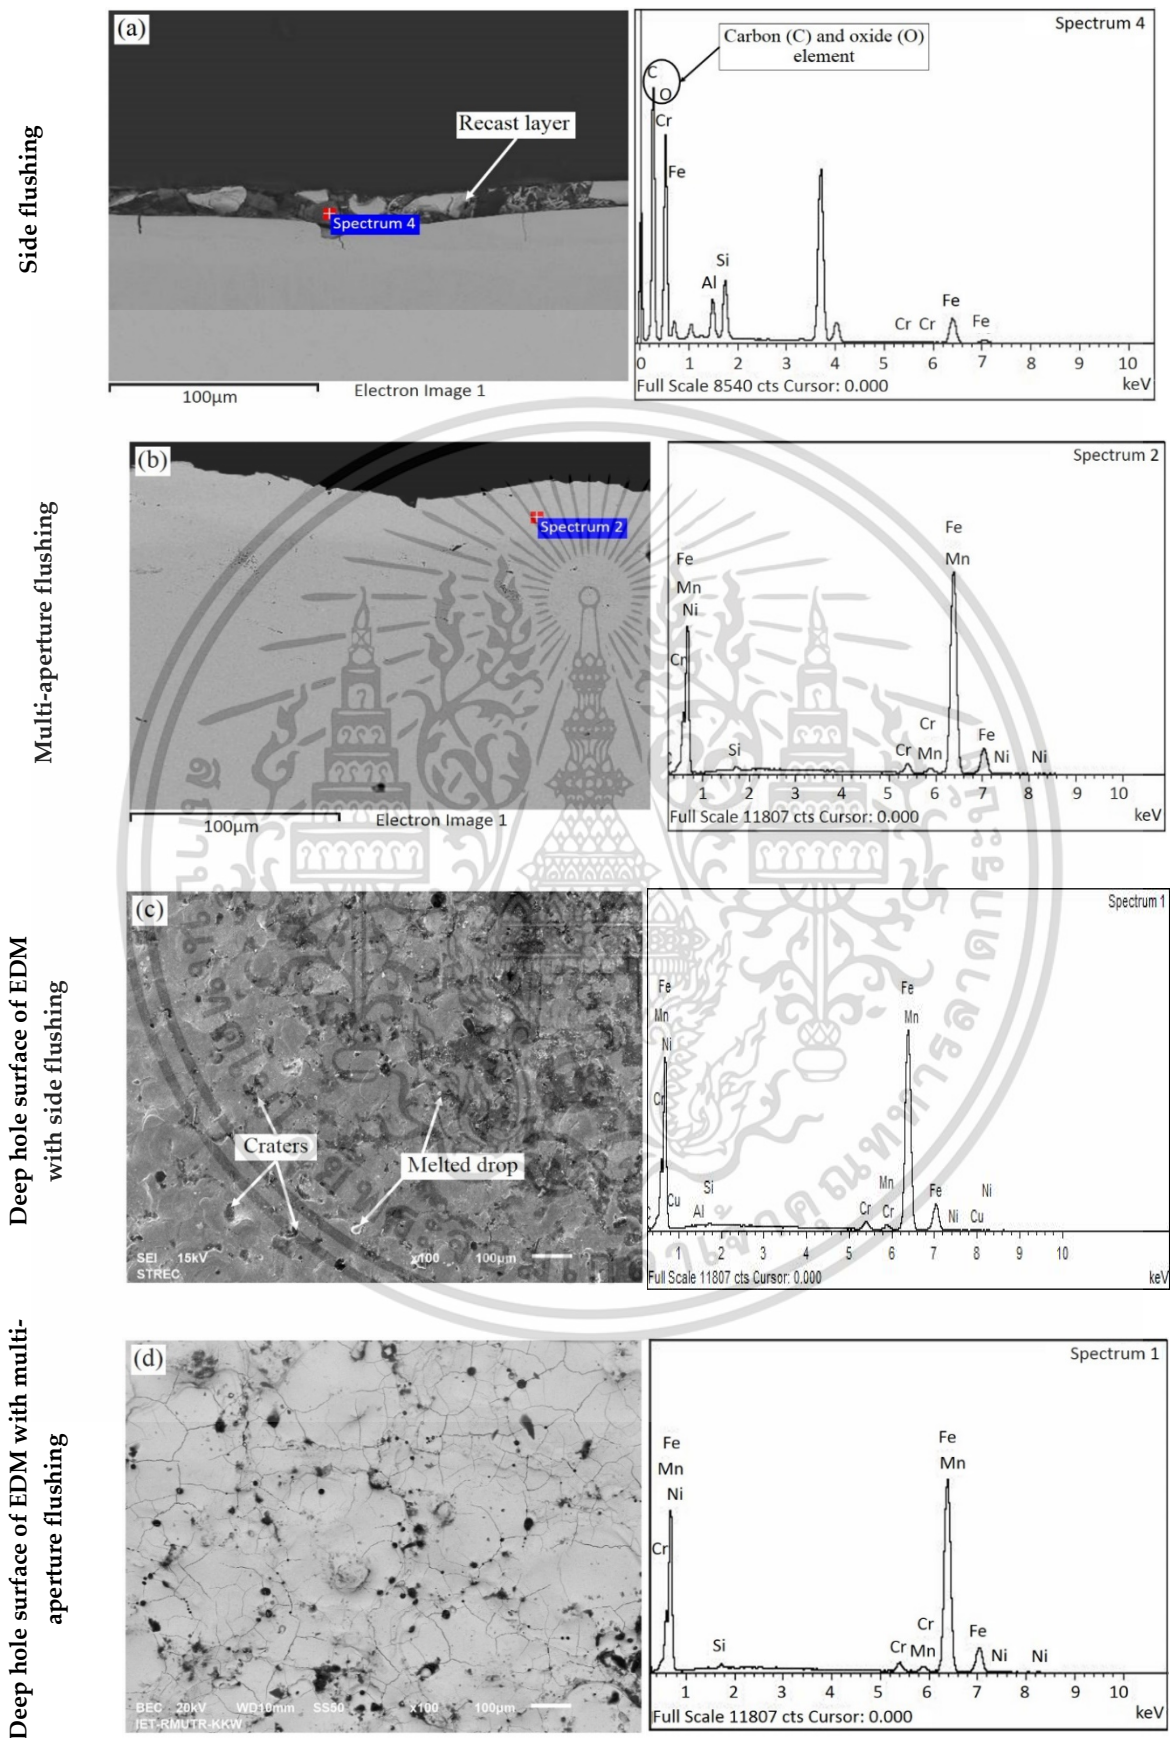 Side flushing
(a)
Recast layer
Spectrum 4
100μm
Electron Image 1
Spectrum 4
Carbon (C) and oxide (O)
element
C
O
Cr
Fe
Al
Si
Cr Cr
Fe
Fe
0 1 2 3 4 5 6 7 8 9 10
Full Scale 8540 cts Cursor: 0.000
keV
Multi-aperture flushing
(b)
Spectrum 2
100μm
Electron Image 1
Spectrum 2
Fe
Mn
Ni
Cr
Si
Fe
Mn
Cr
Cr
Mn
Fe
Ni
Ni
1 2 3 4 5 6 7 8 9 10
Full Scale 11807 cts Cursor: 0.000
keV
Deep hole surface of EDM
with side flushing
(c)
Craters
Melted drop
SEI 15kV x100 100μm
STREC
Spectrum 1
Fe
Mn
Ni
Cr
Cu
Si
Al
Fe
Mn
Mn
Cr
Cr
Fe
Ni
Ni
Cu
1 2 3 4 5 6 7 8 9 10
Full Scale 11807 cts Cursor: 0.000
keV
Deep hole surface of EDM with multi-
aperture flushing
(d)
BEC 20kV WD10mm SS50 x100 100μm
IET-RMUTR-KKW
Spectrum 1
Fe
Mn
Ni
Cr
Si
Fe
Mn
Cr
Cr
Mn
Fe
Ni
Ni
1 2 3 4 5 6 7 8 9 10
Full Scale 11807 cts Cursor: 0.000
keV